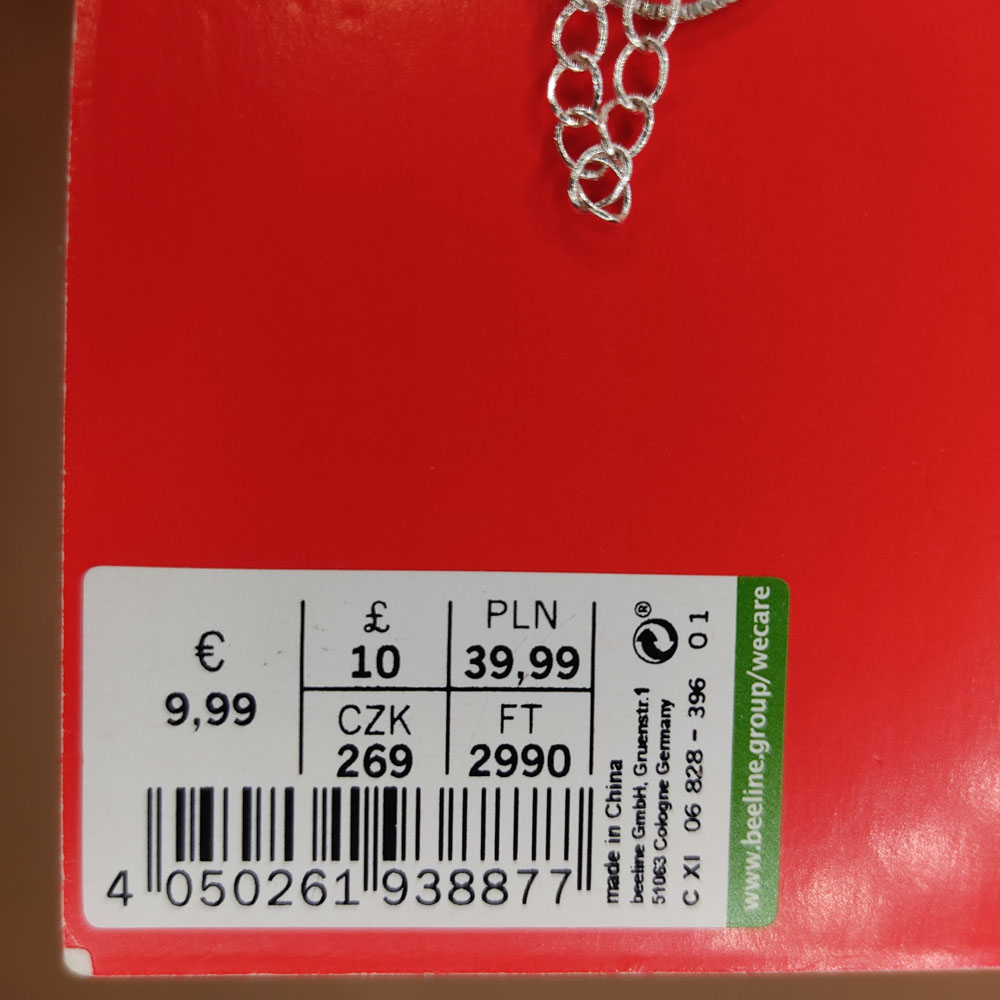 €
9,99
£
10
PLN
39,99
CZK
269
FT
2990
4 050261 938877
made in China
beeline GmbH, Gruenstr.1
51063 Cologne Germany
C XI 06 828 - 396 01
www.beeline.group/wecare